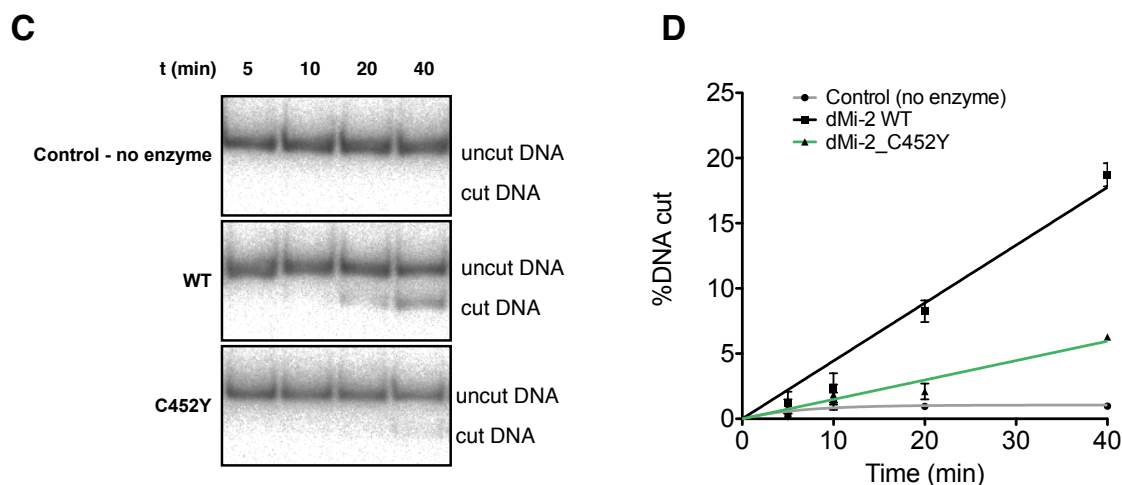 C
t (min) 5 10 20 40
Control - no enzyme
uncut DNA
cut DNA
WT
uncut DNA
cut DNA
C452Y
uncut DNA
cut DNA
D
Control (no enzyme)
dMi-2 WT
dMi-2_C452Y
%DNA cut
25
20
15
10
5
0
0 10 20 30 40
Time (min)